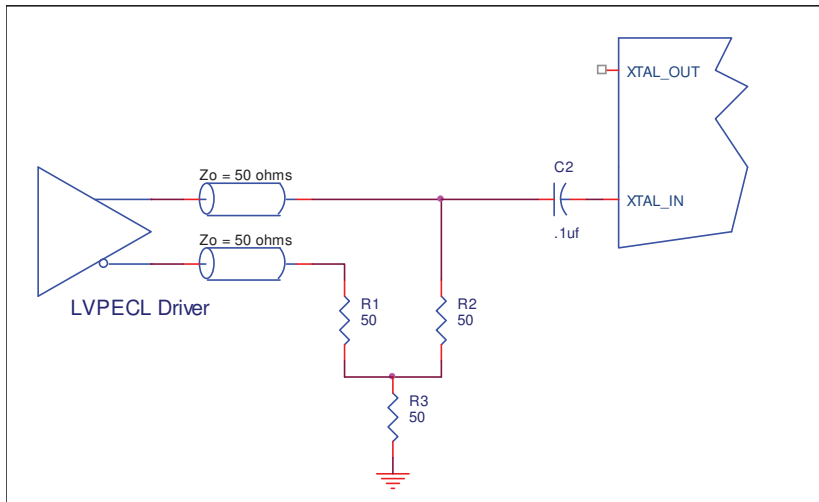 XTAL_OUT
Zo = 50 ohms
C2
XTAL_IN
.1uf
Zo = 50 ohms
LVPECL Driver
R1
50
R2
50
R3
50